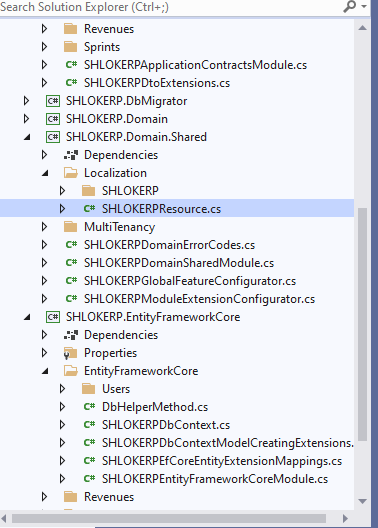 Search Solution Explorer (Ctrl+;)
Revenues
Sprints
C# SHLOKERPApplicationContractsModule.cs
C# SHLOKERPDtoExtensions.cs
C# SHLOKERP.DbMigrator
C# SHLOKERP.Domain
C# SHLOKERP.Domain.Shared
Dependencies
Localization
SHLOKERP
C# SHLOKERPResource.cs
MultiTenancy
C# SHLOKERPDomainErrorCodes.cs
C# SHLOKERPDomainSharedModule.cs
C# SHLOKERPGlobalFeatureConfigurator.cs
C# SHLOKERPModuleExtensionConfigurator.cs
C# SHLOKERP.EntityFrameworkCore
Dependencies
Properties
EntityFrameworkCore
Users
C# DbHelperMethod.cs
C# SHLOKERPDbContext.cs
C# SHLOKERPDbContextModelCreatingExtensions.
C# SHLOKERPEfCoreEntityExtensionMappings.cs
C# SHLOKERPEntityFrameworkCoreModule.cs
Revenues